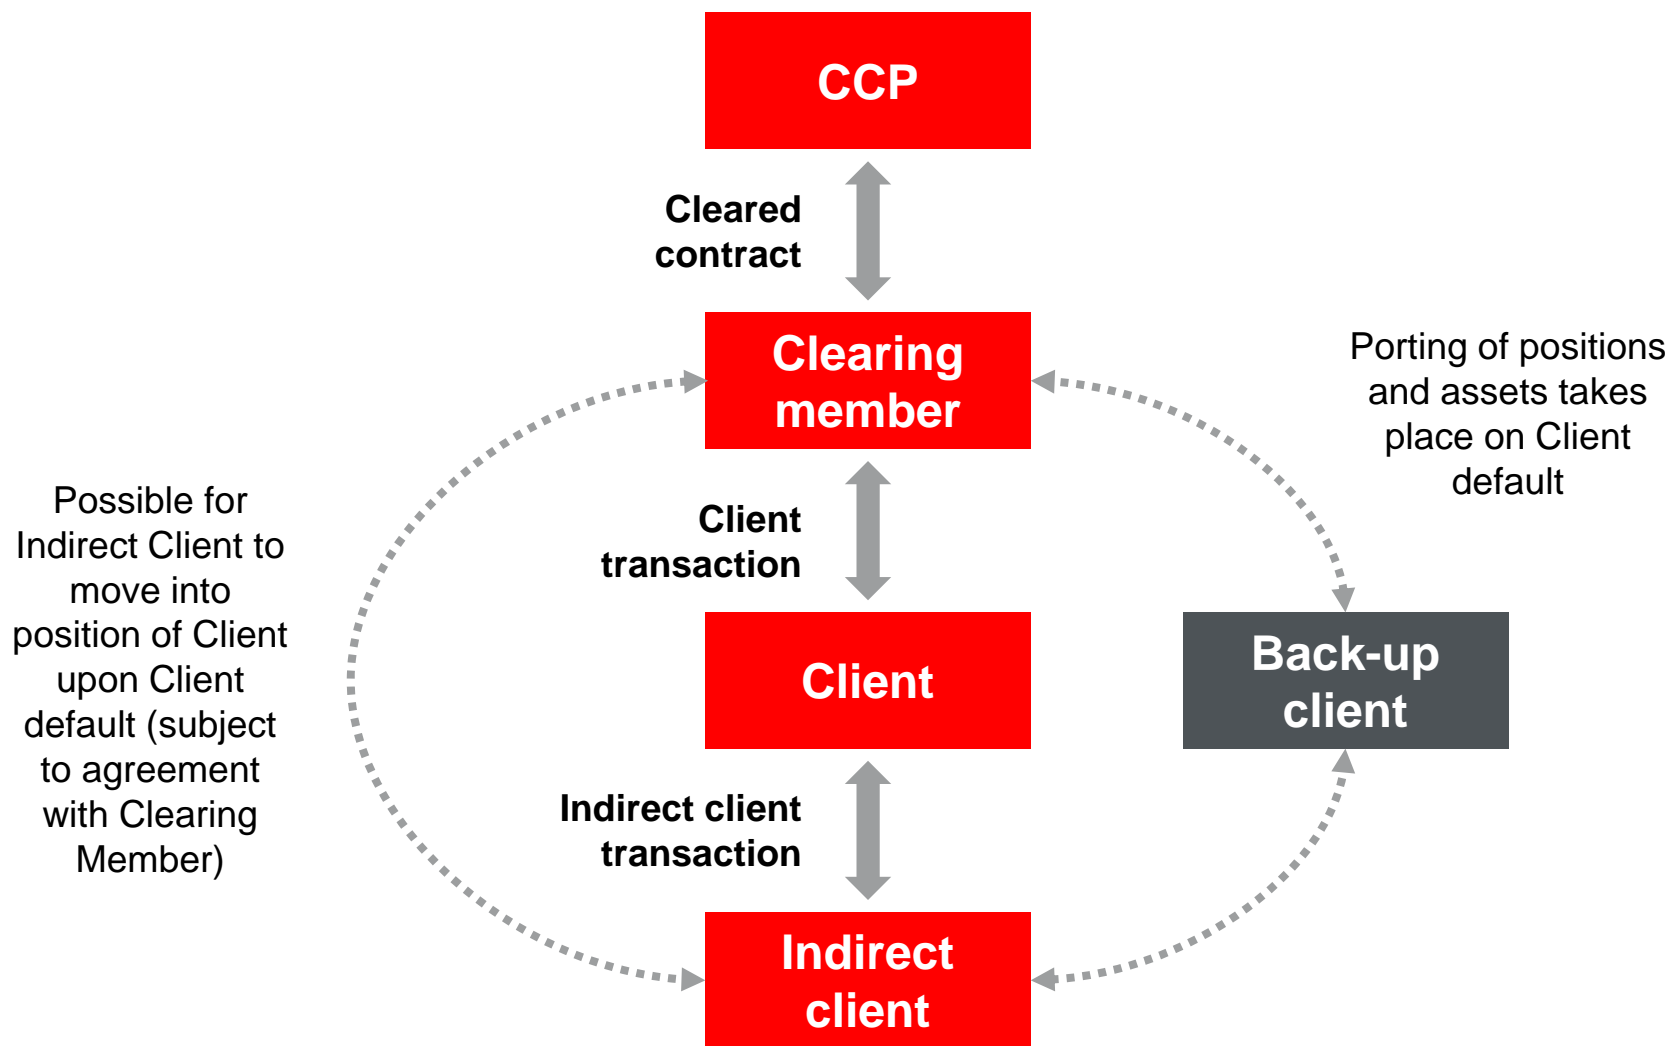 CCP
Cleared
contract
Clearing
member
Porting of positions
and assets takes
place on Client
default
Possible for
Indirect Client to
move into
position of Client
upon Client
default (subject
to agreement
with Clearing
Member)
Client
transaction
Client
Back-up
client
Indirect client
transaction
Indirect
client